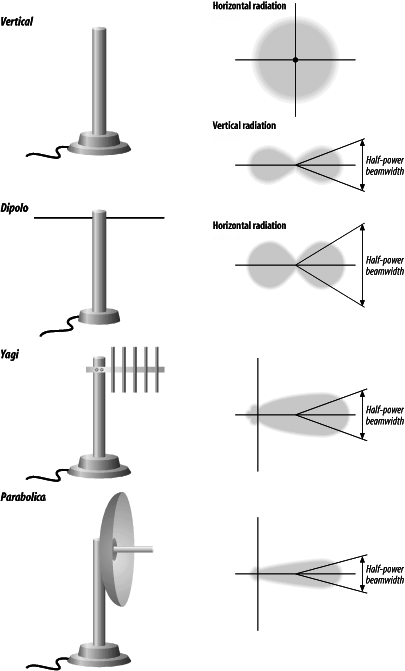 Vertical
Horizontal radiation
Vertical radiation
Half-power
beamwidth
Dipolo
Horizontal radiation
Half-power
beamwidth
Yagi
Half-power
beamwidth
Parabolica
Half-power
beamwidth